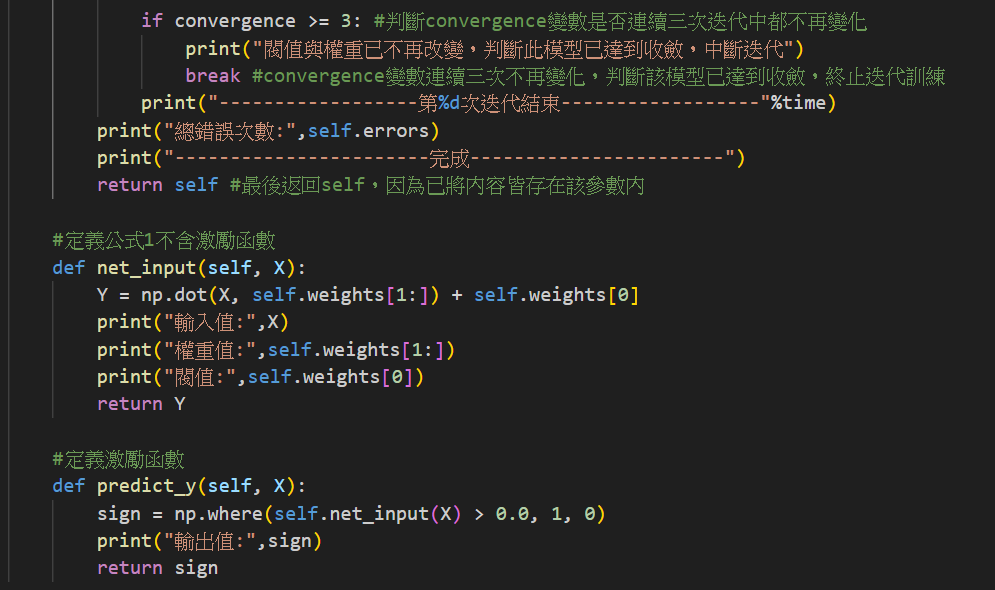 if convergence >= 3: #判斷convergence變數是否連續三次迭代中都不再變化
print("閥值與權重已不再改變，判斷此模型已達到收斂，中斷迭代")
break #convergence變數連續三次不再變化，判斷該模型已達到收斂，終止迭代訓練
print("------------------第%d次迭代結束------------------"%time)
print("總錯誤次數:",self.errors)
print("-----------------------完成-----------------------")
return self #最後返回self，因為已將內容皆存在該參數內
#定義公式1不含激勵函數
def net_input(self, X):
Y = np.dot(X, self.weights[1:]) + self.weights[0]
print("輸入值:",X)
print("權重值:",self.weights[1:])
print("閥值:",self.weights[0])
return Y
#定義激勵函數
def predict_y(self, X):
sign = np.where(self.net_input(X) > 0.0, 1, 0)
print("輸出值:",sign)
return sign